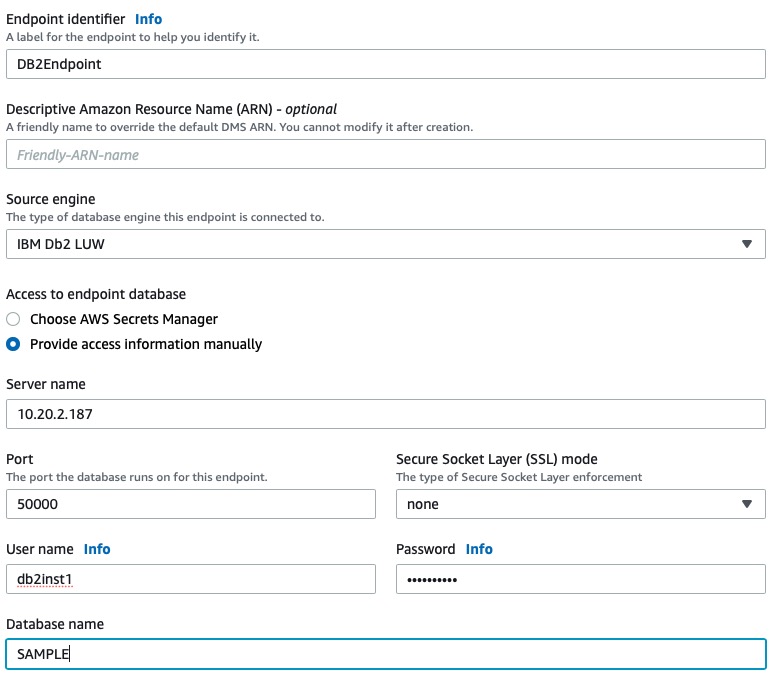 Endpoint identifier Info
A label for the endpoint to help you identify it.
DB2Endpoint
Descriptive Amazon Resource Name (ARN) - optional
A friendly name to override the default DMS ARN. You cannot modify it after creation.
Friendly-ARN-name
Source engine
The type of database engine this endpoint is connected to.
IBM Db2 LUW
Access to endpoint database
Choose AWS Secrets Manager
Provide access information manually
Server name
10.20.2.187
Port
The port the database runs on for this endpoint.
50000
Secure Socket Layer (SSL) mode
The type of Secure Socket Layer enforcement
none
User name Info
db2inst1
Password Info
••••••••••
Database name
SAMPLE